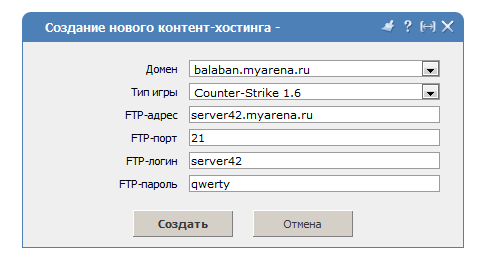 Создание нового контент-хостинга -
Домен balaban.myarena.ru
Тип игры Counter-Strike 1.6
FTP-адрес server42.myarena.ru
FTP-порт 21
FTP-логин server42
FTP-пароль qwerty
Создать Отмена